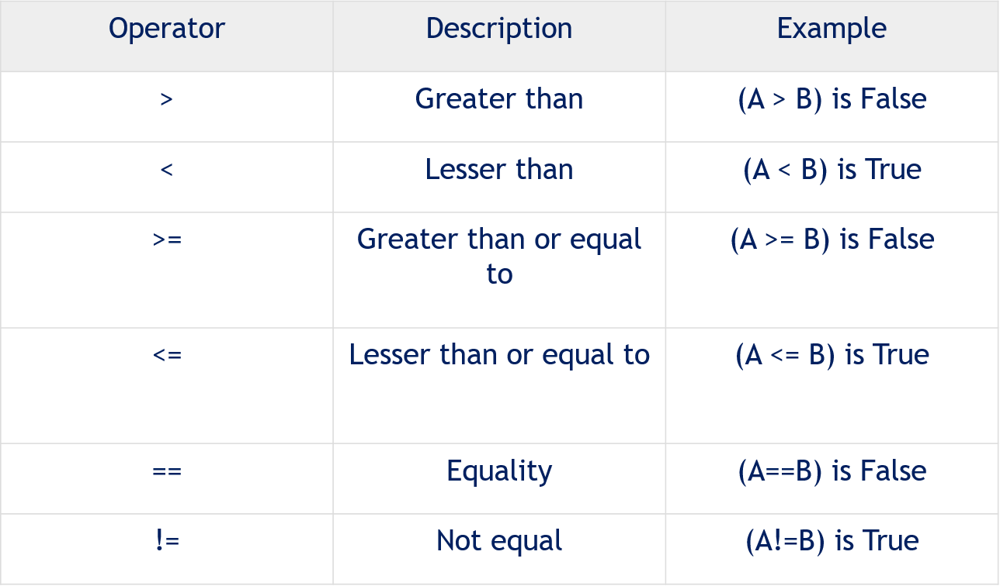 Operator Description Example
> Greater than (A > B) is False
< Lesser than (A < B) is True
>= Greater than or equal (A >= B) is False
to
<= Lesser than or equal to (A <= B) is True
== Equality (A==B) is False
!= Not equal (A!=B) is True